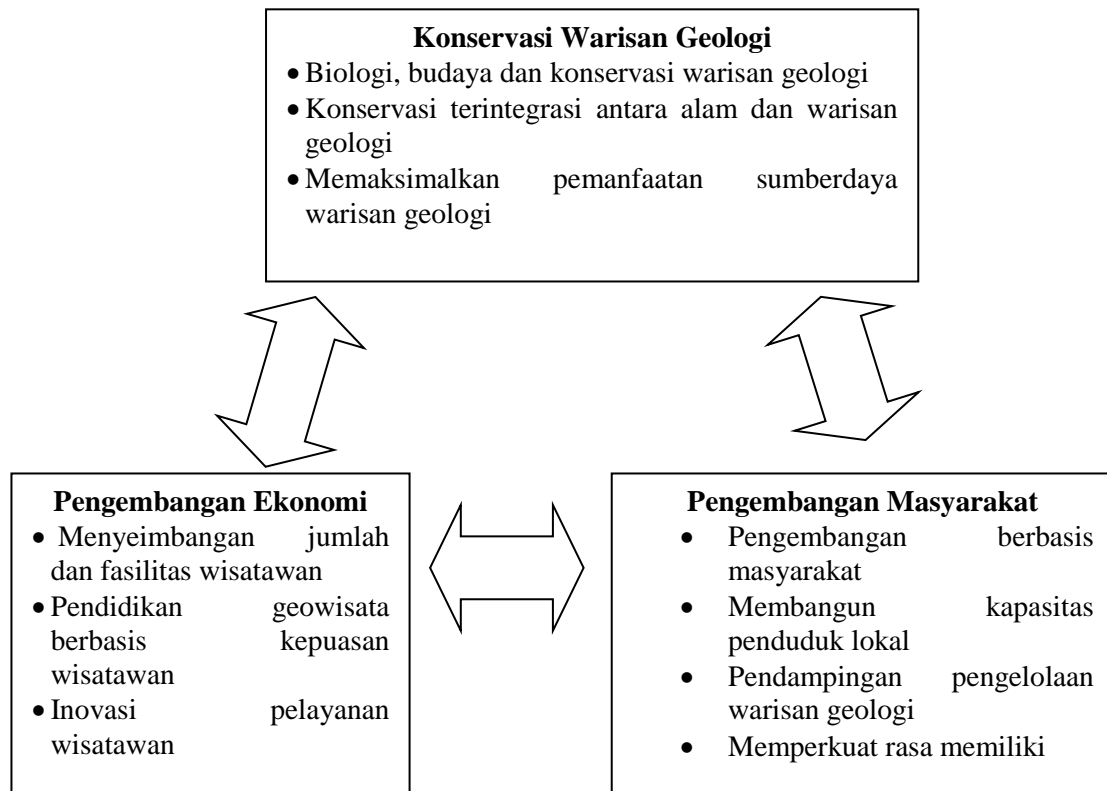 Konservasi Warisan Geologi
• Biologi, budaya dan konservasi warisan geologi
• Konservasi terintegrasi antara alam dan warisan
geologi
• Memaksimalkan pemanfaatan sumberdaya
warisan geologi
Pengembangan Ekonomi
• Menyeimbangan jumlah
dan fasilitas wisatawan
• Pendidikan geowisata
berbasis kepuasan
wisatawan
• Inovasi pelayanan
wisatawan
Pengembangan Masyarakat
• Pengembangan berbasis
masyarakat
• Membangun kapasitas
penduduk lokal
• Pendampingan pengelolaan
warisan geologi
• Memperkuat rasa memiliki